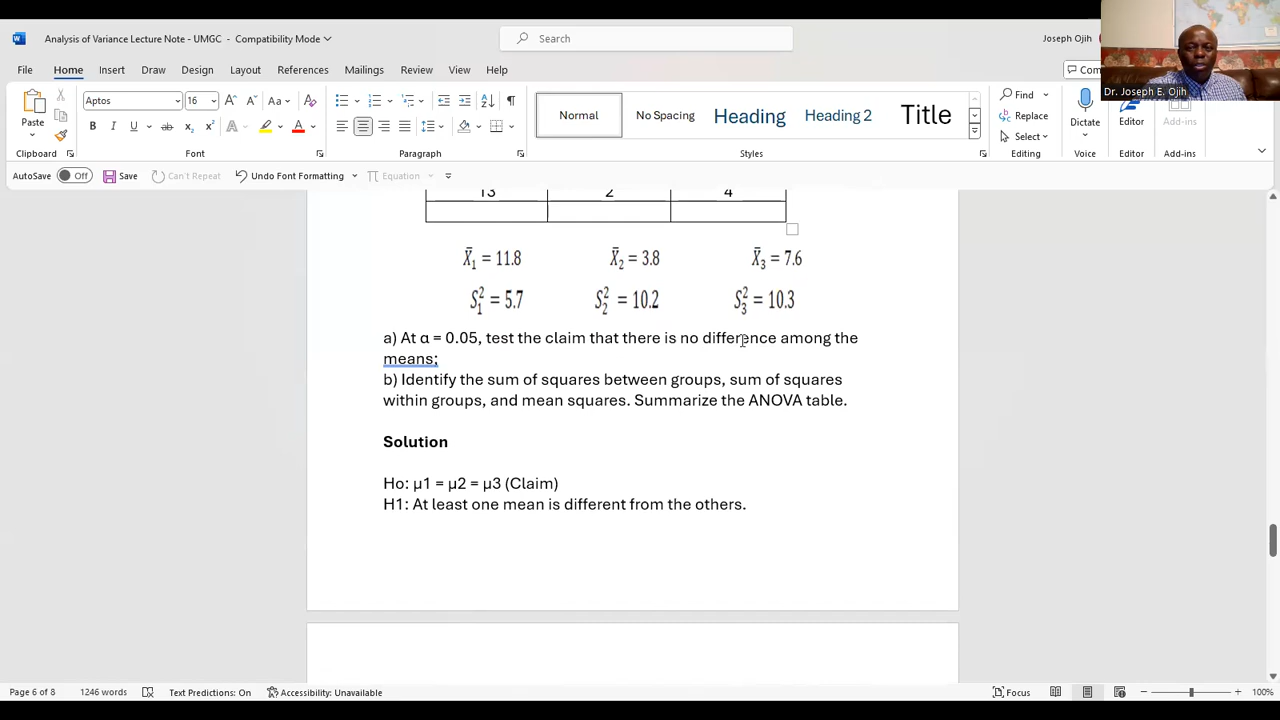 Analysis of Variance Lecture Note - UMGC - Compatibility Mode
Search
Joseph Ojih
File Home Insert Draw Design Layout References Mailings Review View Help
Com
Dr. Joseph E. Ojih
Paste
Aptos 16
Aa
B I U ab x₂ x² A A
Normal
No Spacing
Heading
Heading 2
Title
Find
Replace
Select
Dictate
Editor
Add-ins
Clipboard Font Paragraph Styles Editing Voice Editor Add-ins
AutoSave Off Save Can't Repeat Undo Font Formatting Equation
13 2 4
X̄₁ = 11.8 X̄₂ = 3.8 X̄₃ = 7.6
S₁² = 5.7 S₂² = 10.2 S₃² = 10.3
a) At α = 0.05, test the claim that there is no difference among the
means;
b) Identify the sum of squares between groups, sum of squares
within groups, and mean squares. Summarize the ANOVA table.
Solution
Ho: µ1 = µ2 = µ3 (Claim)
H1: At least one mean is different from the others.
Page 6 of 8 1246 words Text Predictions: On Accessibility: Unavailable Focus 100%